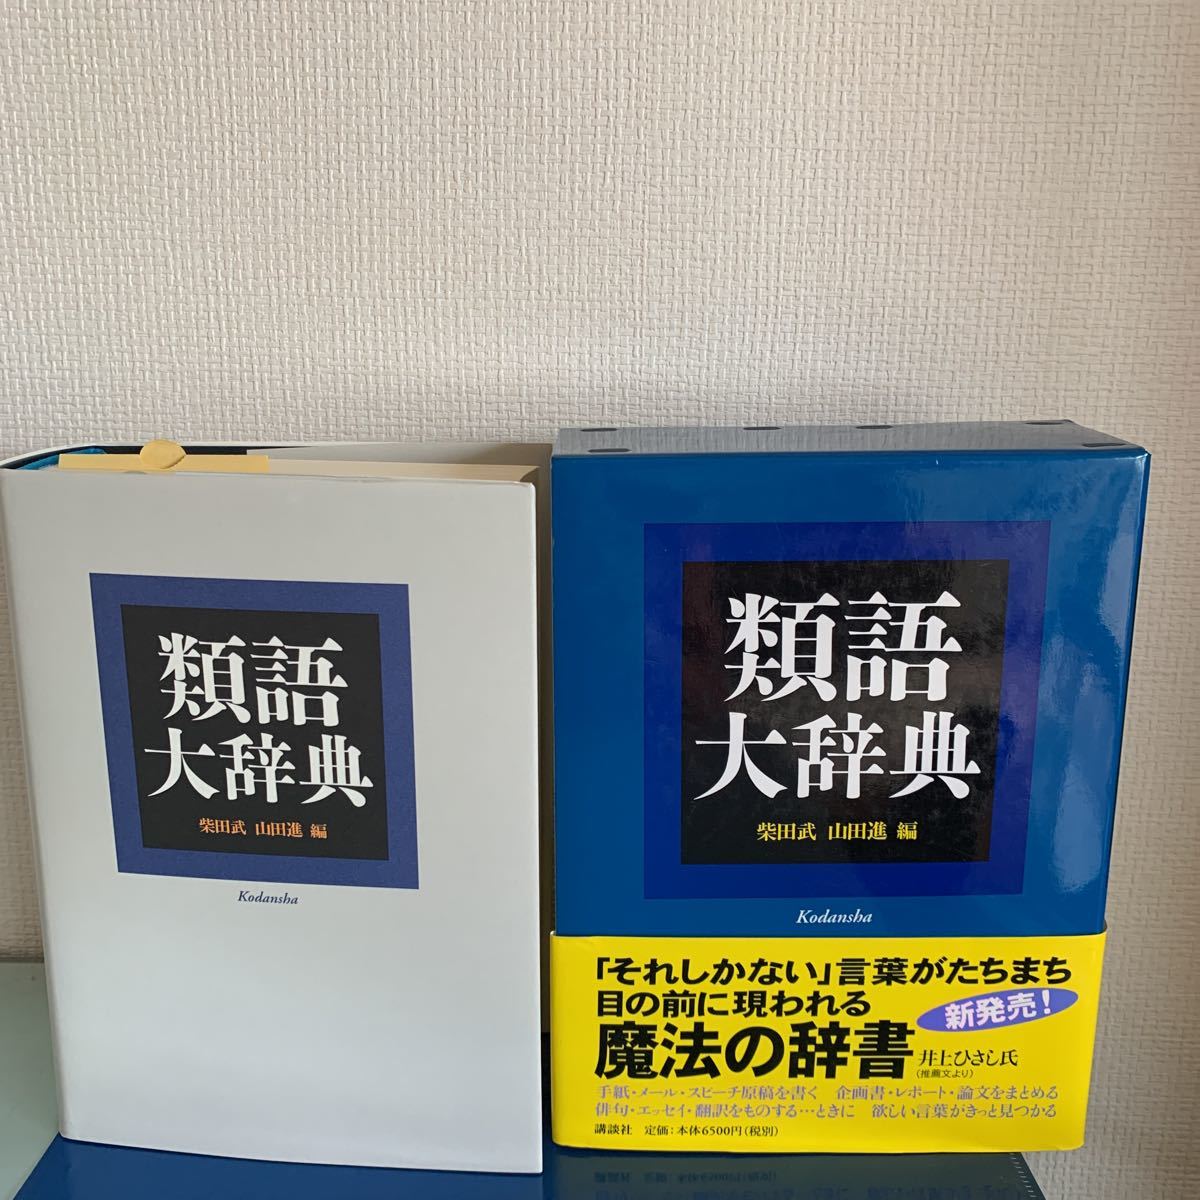 類語
大辞典
柴田武 山田進 編
Kodansha
類語
大辞典
柴田武 山田進 編
Kodansha
「それしかない」言葉がたちまち
目の前に現われる
新発売!
魔法の辞書 井上ひさし氏
(推薦文より)
手紙・メール・スピーチ原稿を書く 企画書・レポート・論文をまとめる
俳句・エッセイ・翻訳をものする…ときに 欲しい言葉がきっと見つかる
講談社 定価:本体6500円(税別)